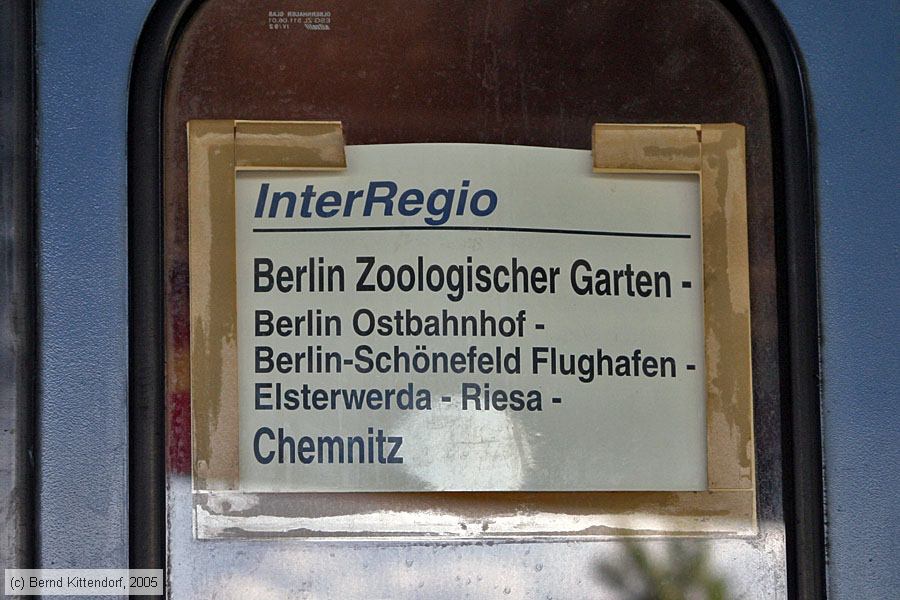 InterRegio
Berlin Zoologischer Garten -
Berlin Ostbahnhof -
Berlin-Schönefeld Flughafen -
Elsterwerda - Riesa -
Chemnitz
(c) Bernd Kittendorf, 2005